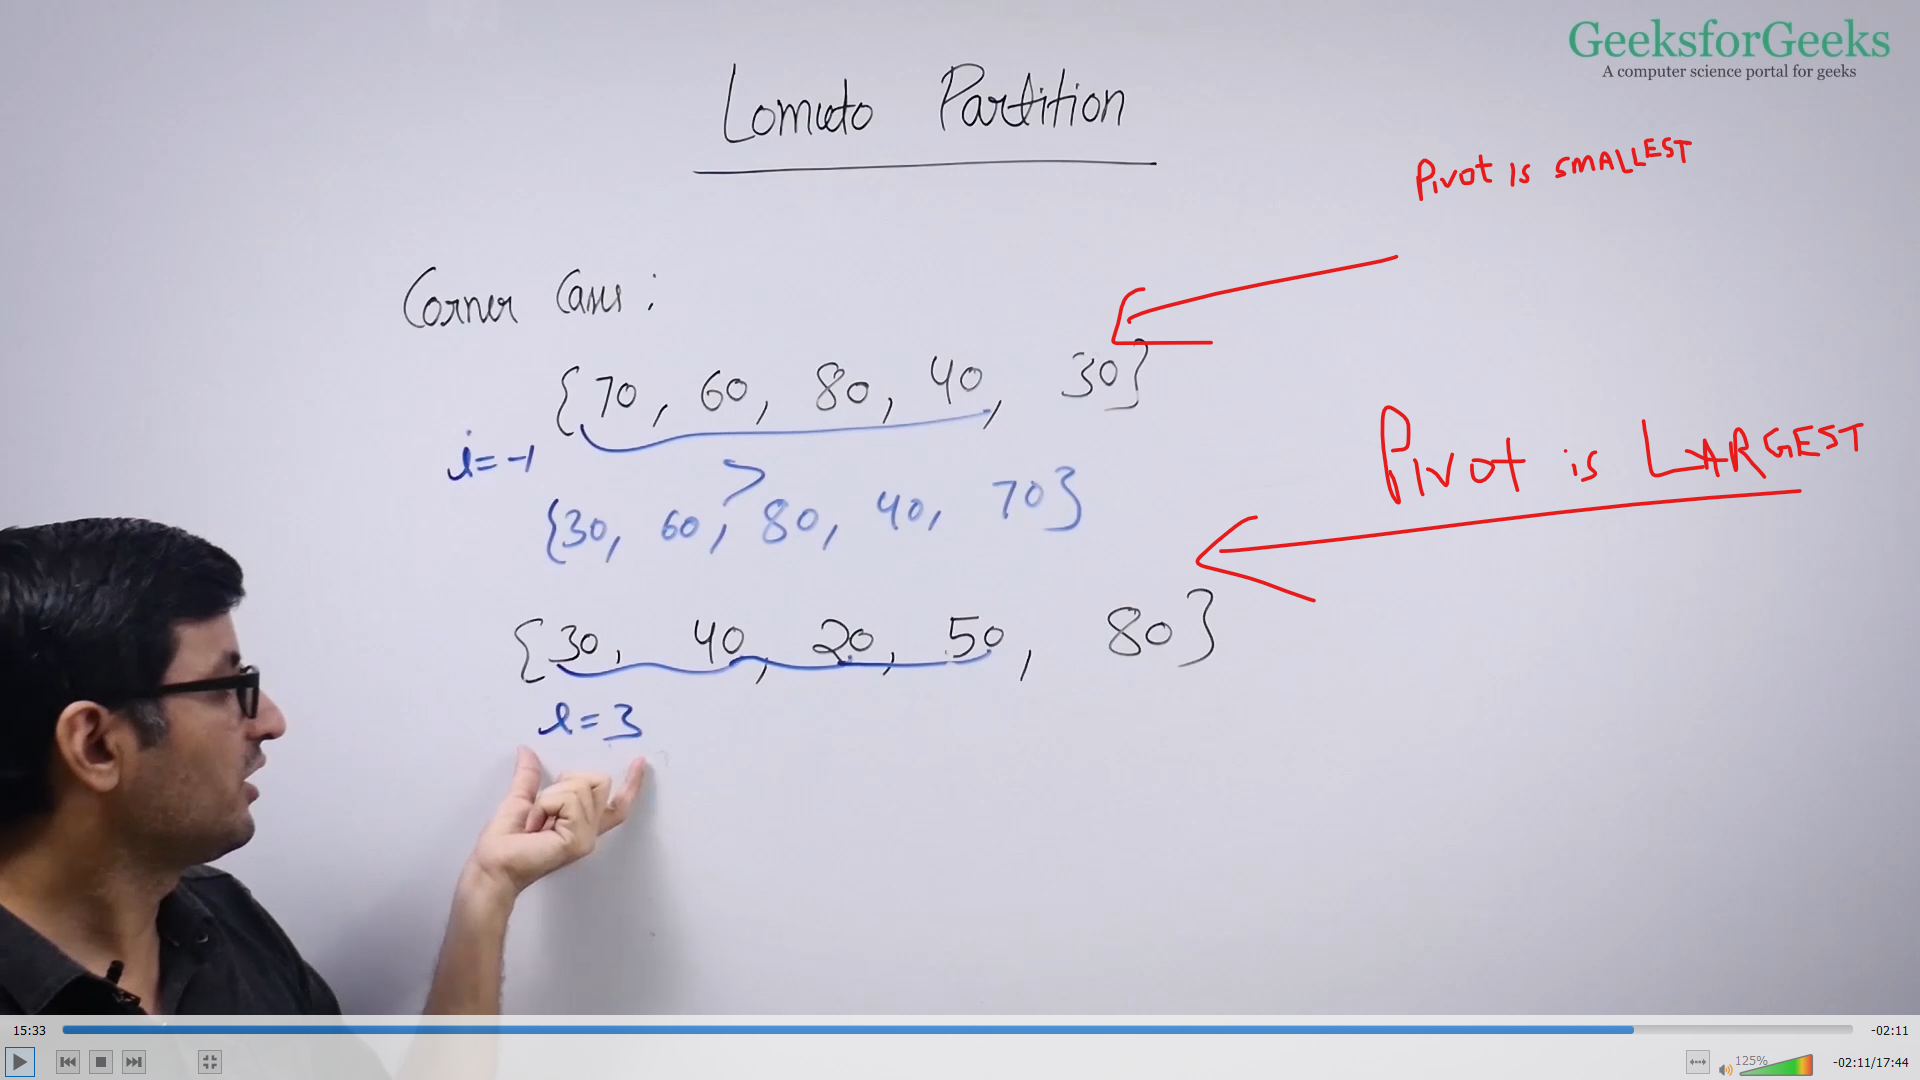 GeeksforGeeks
A computer science portal for geeks
Lomuto Partition
Pivot is SMALLEST
Corner Cases :
{70, 60, 80, 40, 30}
i=-1
>
Pivot is LARGEST
{30, 60, 80, 40, 70}
{30, 40, 20, 50, 80}
i=3
15:33
-02:11
125%
-02:11/17:44